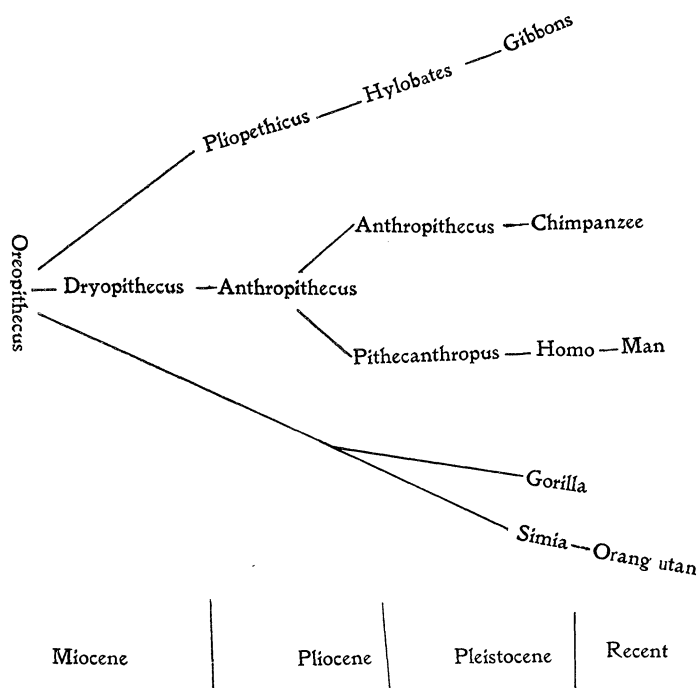 Gibbons
Hylobates
Pliopethicus
Anthropithecus — Chimpanzee
Oreopithecus
Dryopithecus — Anthropithecus
Pithecanthropus — Homo — Man
Gorilla
Simia — Orang utan
Miocene
Pliocene
Pleistocene
Recent